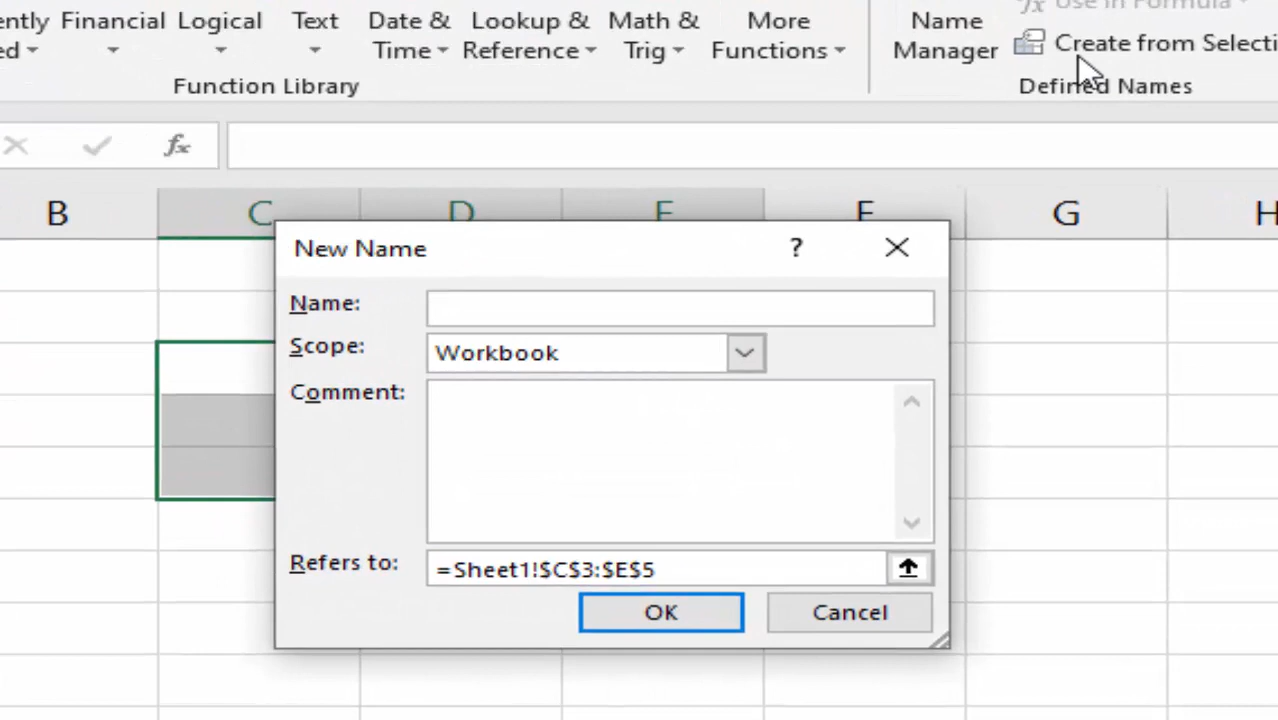 ently Financial Logical Text Date & Lookup & Math & More Name Use in Formula
ed Time Reference Trig Functions Manager Create from Selecti
Function Library Defined Names
fx
B C D E F G H
New Name ?
Name:
Scope: Workbook
Comment:
Refers to: =Sheet1!$C$3:$E$5
OK Cancel